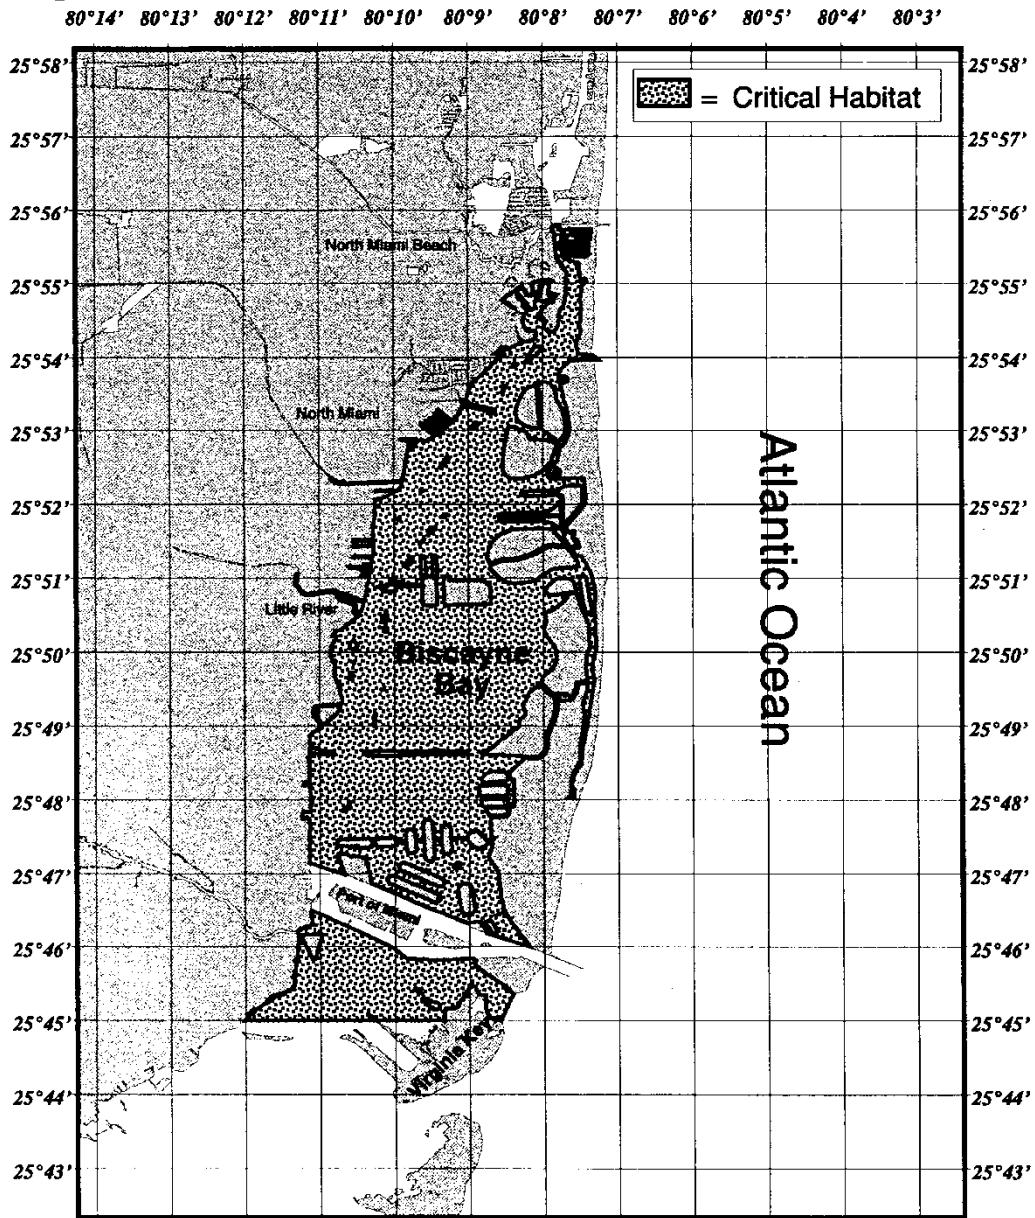 80°14' 80°13' 80°12' 80°11' 80°10' 80°9' 80°8' 80°7' 80°6' 80°5' 80°4' 80°3'
25°58' 25°58'
= Critical Habitat
25°57' 25°57'
25°56' 25°56'
North Miami Beach
25°55' 25°55'
25°54' 25°54'
North Miami
25°53' 25°53'
Atlantic Ocean
25°52' 25°52'
25°51' 25°51'
Little River
25°50' 25°50'
Biscayne
Bay
25°49' 25°49'
25°48' 25°48'
25°47' 25°47'
Port of Miami
25°46' 25°46'
25°45' 25°45'
Virginia Key
25°44' 25°44'
25°43' 25°43'